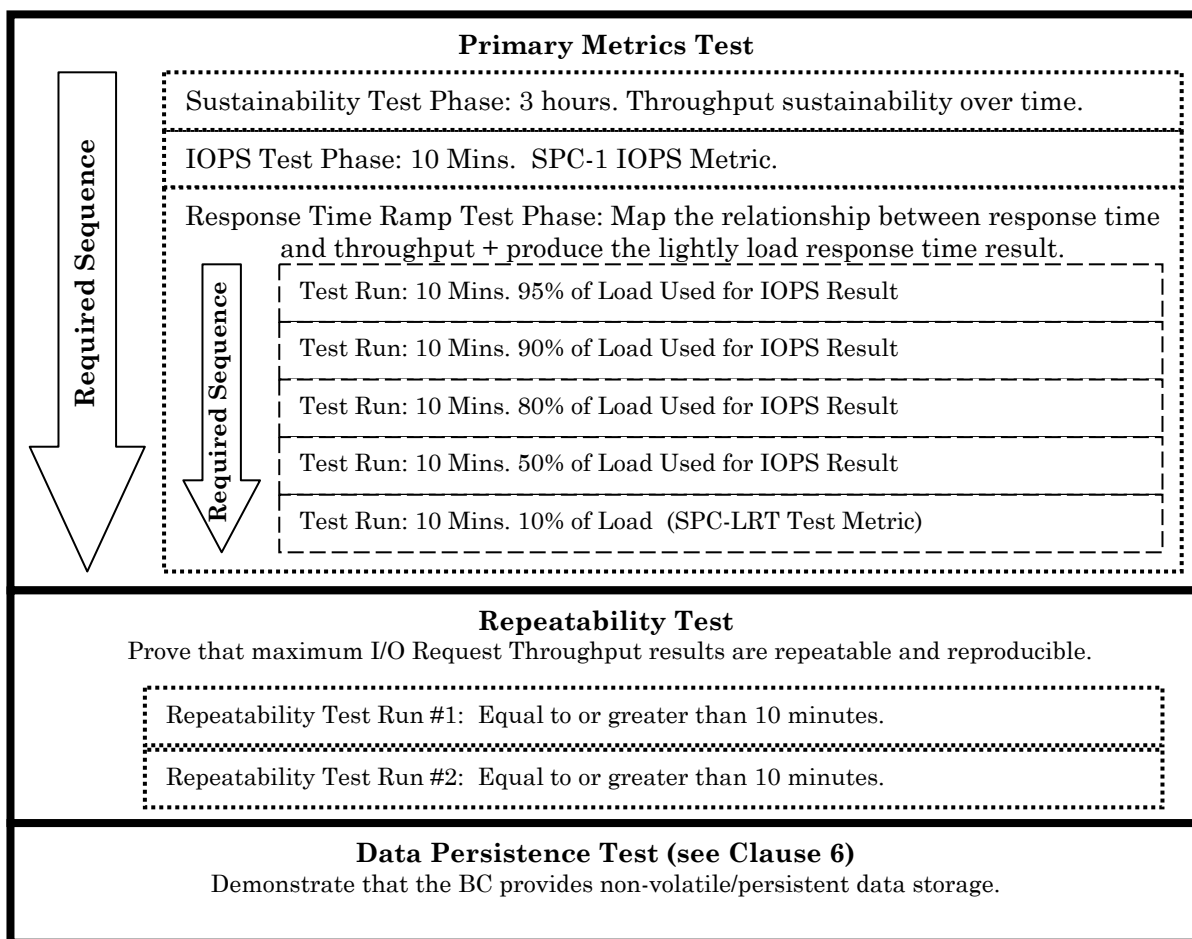 Primary Metrics Test
Required Sequence
Sustainability Test Phase: 3 hours. Throughput sustainability over time.
IOPS Test Phase: 10 Mins. SPC-1 IOPS Metric.
Response Time Ramp Test Phase: Map the relationship between response time
and throughput + produce the lightly load response time result.
Required Sequence
Test Run: 10 Mins. 95% of Load Used for IOPS Result
Test Run: 10 Mins. 90% of Load Used for IOPS Result
Test Run: 10 Mins. 80% of Load Used for IOPS Result
Test Run: 10 Mins. 50% of Load Used for IOPS Result
Test Run: 10 Mins. 10% of Load (SPC-LRT Test Metric)
Repeatability Test
Prove that maximum I/O Request Throughput results are repeatable and reproducible.
Repeatability Test Run #1: Equal to or greater than 10 minutes.
Repeatability Test Run #2: Equal to or greater than 10 minutes.
Data Persistence Test (see Clause 6)
Demonstrate that the BC provides non-volatile/persistent data storage.